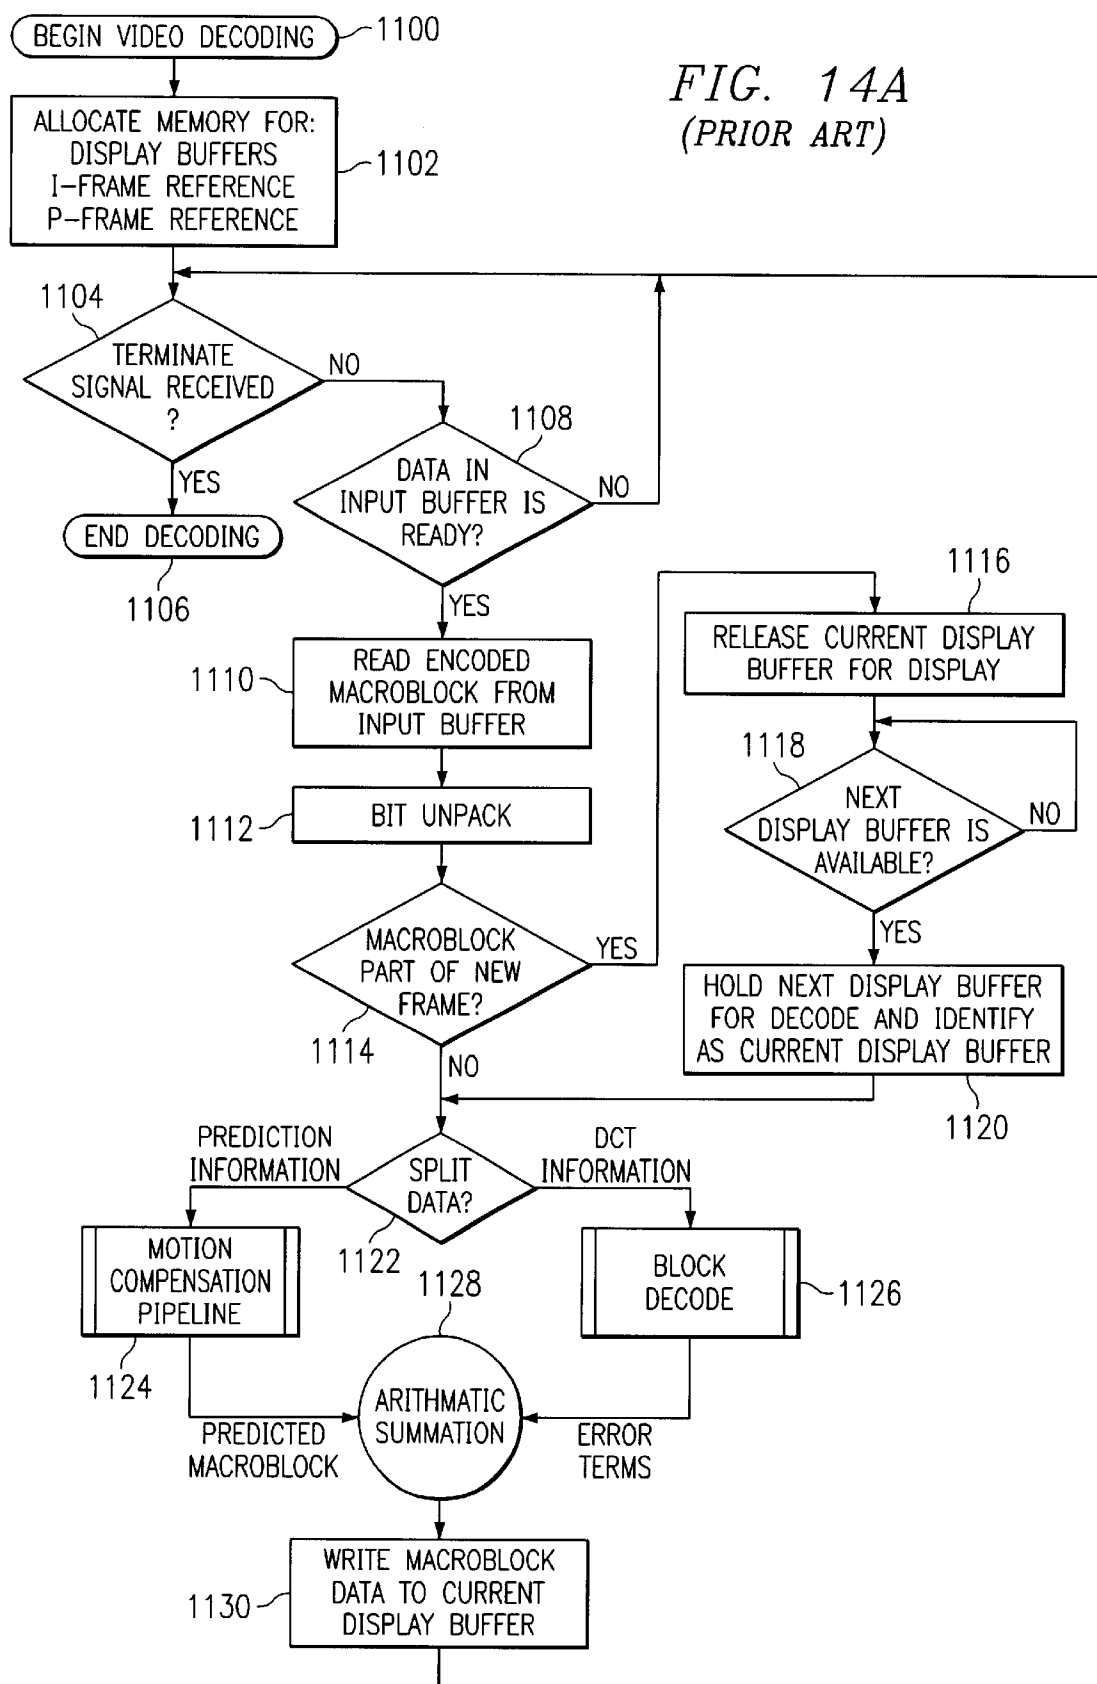 BEGIN VIDEO DECODING
1100
FIG. 14A
(PRIOR ART)
ALLOCATE MEMORY FOR:
DISPLAY BUFFERS
I-FRAME REFERENCE
P-FRAME REFERENCE
1102
1104
TERMINATE
SIGNAL RECEIVED
?
NO
YES
END DECODING
1106
1108
DATA IN
INPUT BUFFER IS
READY?
NO
YES
1110
READ ENCODED
MACROBLOCK FROM
INPUT BUFFER
1112
BIT UNPACK
MACROBLOCK
PART OF NEW
FRAME?
1114
YES
NO
1116
RELEASE CURRENT DISPLAY
BUFFER FOR DISPLAY
1118
NEXT
DISPLAY BUFFER IS
AVAILABLE?
NO
YES
HOLD NEXT DISPLAY BUFFER
FOR DECODE AND IDENTIFY
AS CURRENT DISPLAY BUFFER
1120
PREDICTION
INFORMATION
SPLIT
DATA?
1122
DCT
INFORMATION
MOTION
COMPENSATION
PIPELINE
1124
BLOCK
DECODE
1126
1128
ARITHMATIC
SUMMATION
PREDICTED
MACROBLOCK
ERROR
TERMS
1130
WRITE MACROBLOCK
DATA TO CURRENT
DISPLAY BUFFER